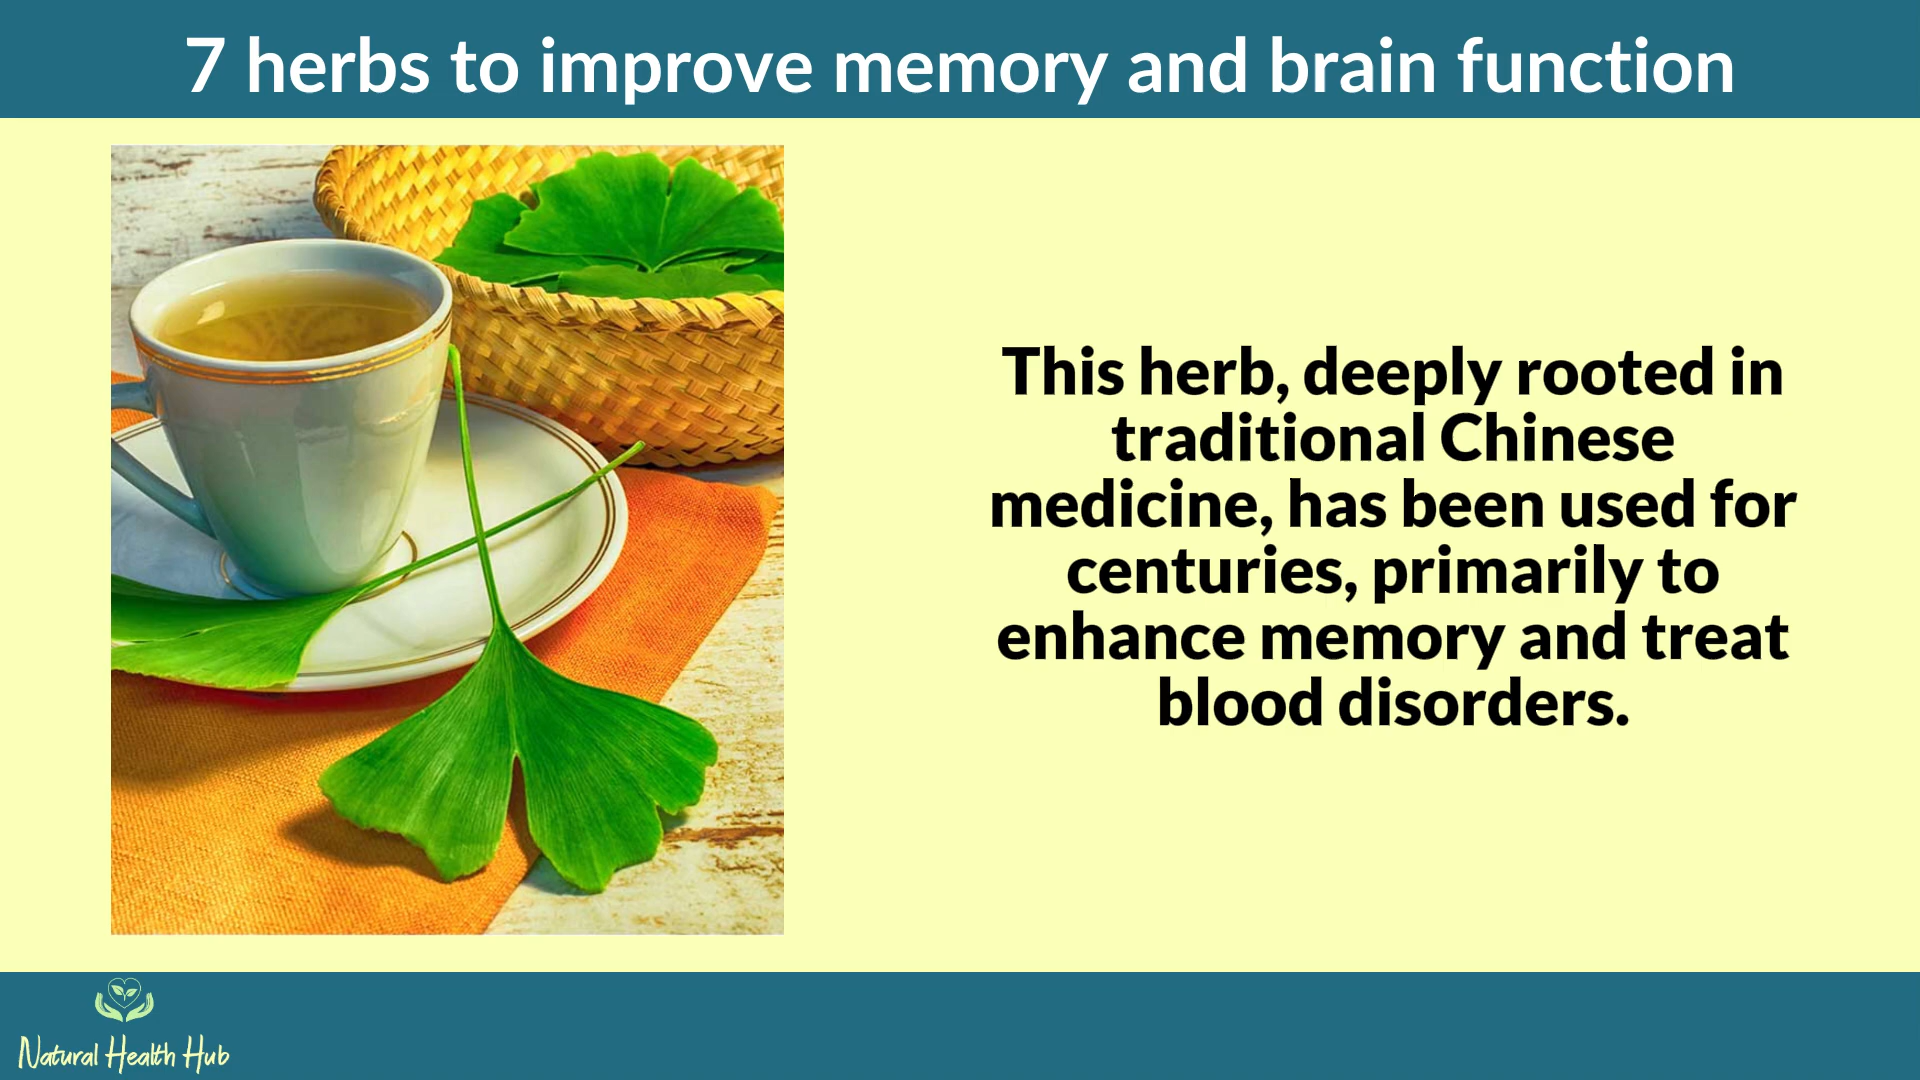 7 herbs to improve memory and brain function
This herb, deeply rooted in
traditional Chinese
medicine, has been used for
centuries, primarily to
enhance memory and treat
blood disorders.
Natural Health Hub